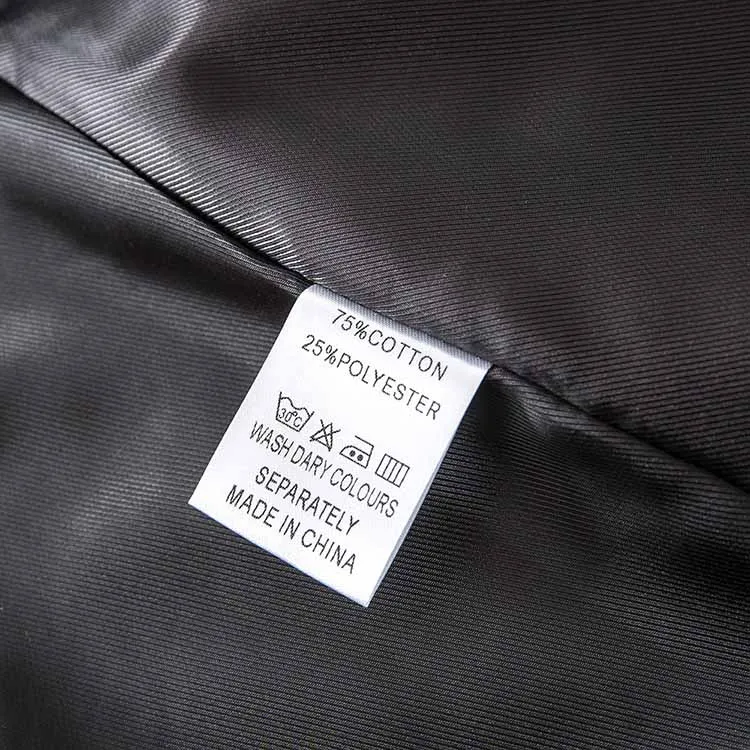 75%COTTON
25%POLYESTER
30°C
WASH DARY COLOURS
SEPARATELY
MADE IN CHINA